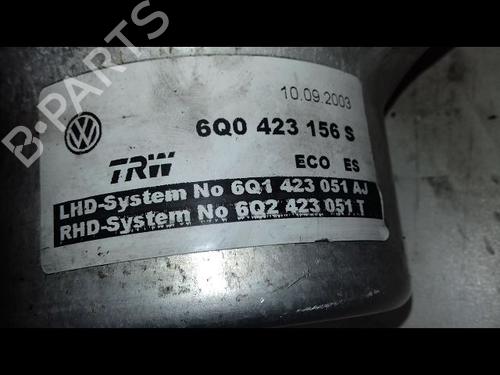 B-PARTS
10.09.2003
6Q0 423 156 S
TRW ECO ES
LHD-System No 6Q1 423 051 AJ
RHD-System No 6Q2 423 051 T